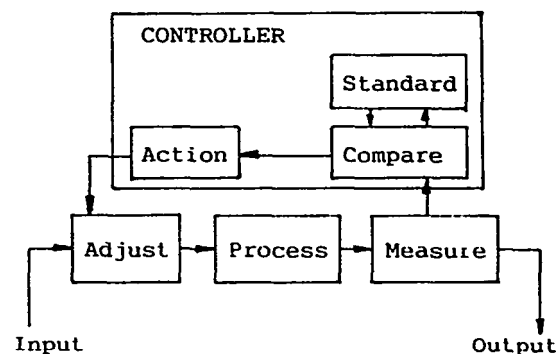 CONTROLLER
Standard
Action
Compare
Adjust
Process
Measure
Input
Output